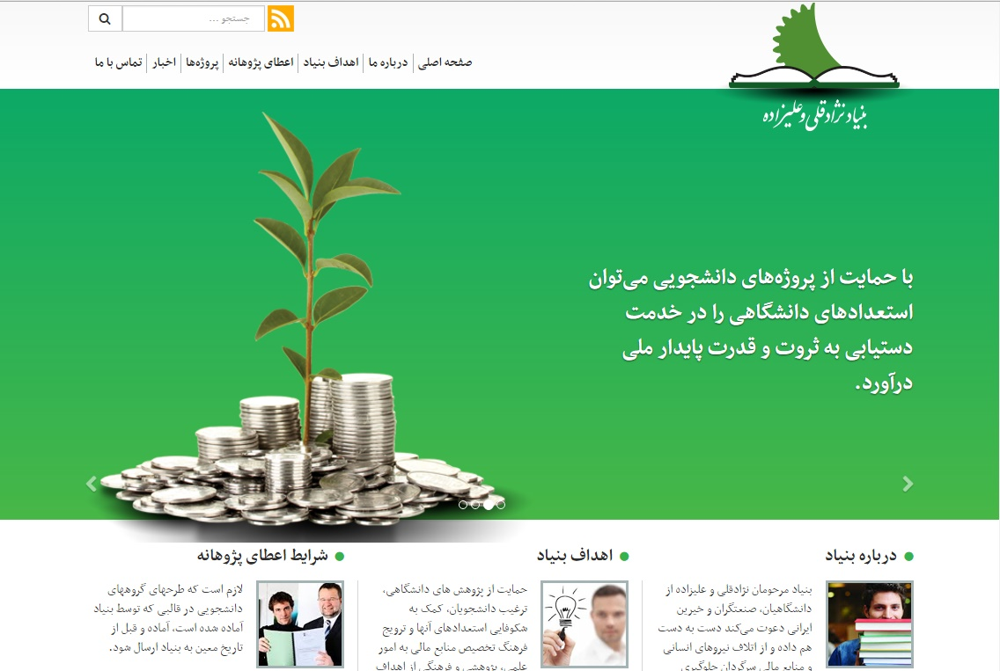 جستجو ...
صفحه اصلی
درباره ما
اهداف بنیاد
اعطای پژوهانه
پروژه‌ها
اخبار
تماس با ما
بنیاد نژادقلی و علیزاده
با حمایت از پروژه‌های دانشجویی می‌توان
استعدادهای دانشگاهی را در خدمت
دستیابی به ثروت و قدرت پایدار ملی
درآورد.
درباره بنیاد
بنیاد مرحومان نژادقلی و علیزاده از
دانشگاهیان، صنعتگران و خیرین
ایرانی دعوت می‌کند دست به دست
هم داده و از اتلاف نیروهای انسانی
و منابع مالی سرگردان جلوگیری
اهداف بنیاد
حمایت از پژوهش های دانشگاهی،
ترغیب دانشجویان، کمک به
شکوفایی استعدادهای آنها و ترویج
فرهنگ تخصیص منابع مالی به امور
علمی، پژوهشی و فرهنگی از اهداف
شرایط اعطای پژوهانه
لازم است که طرحهای گروههای
دانشجویی در قالبی که توسط بنیاد
آماده شده است، آماده و قبل از
تاریخ معین به بنیاد ارسال شود.